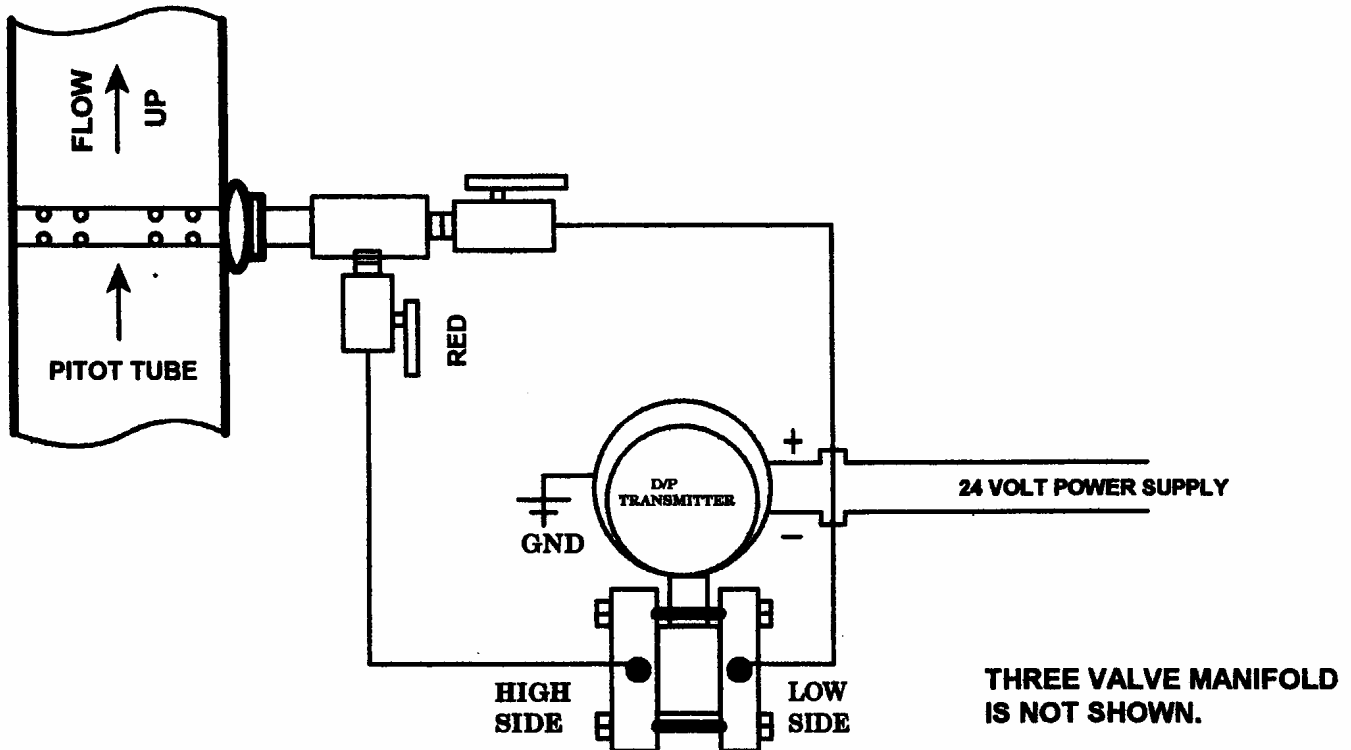 FLOW
UP
PITOT TUBE
RED
D/P
TRANSMITTER
+
24 VOLT POWER SUPPLY
−
GND
HIGH
SIDE
LOW
SIDE
THREE VALVE MANIFOLD
IS NOT SHOWN.